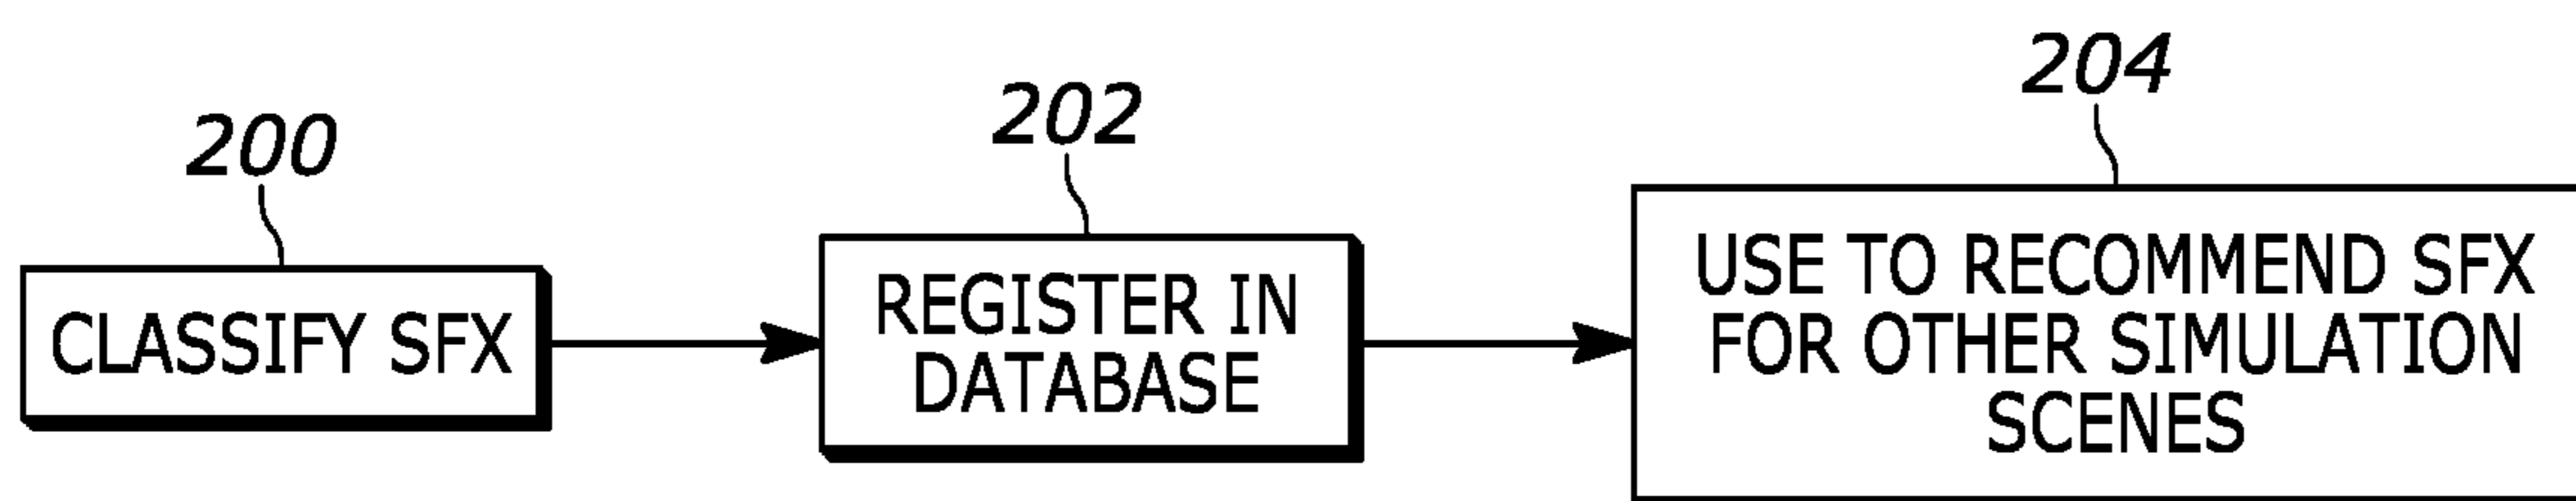 200
CLASSIFY SFX
202
REGISTER IN
DATABASE
204
USE TO RECOMMEND SFX
FOR OTHER SIMULATION
SCENES